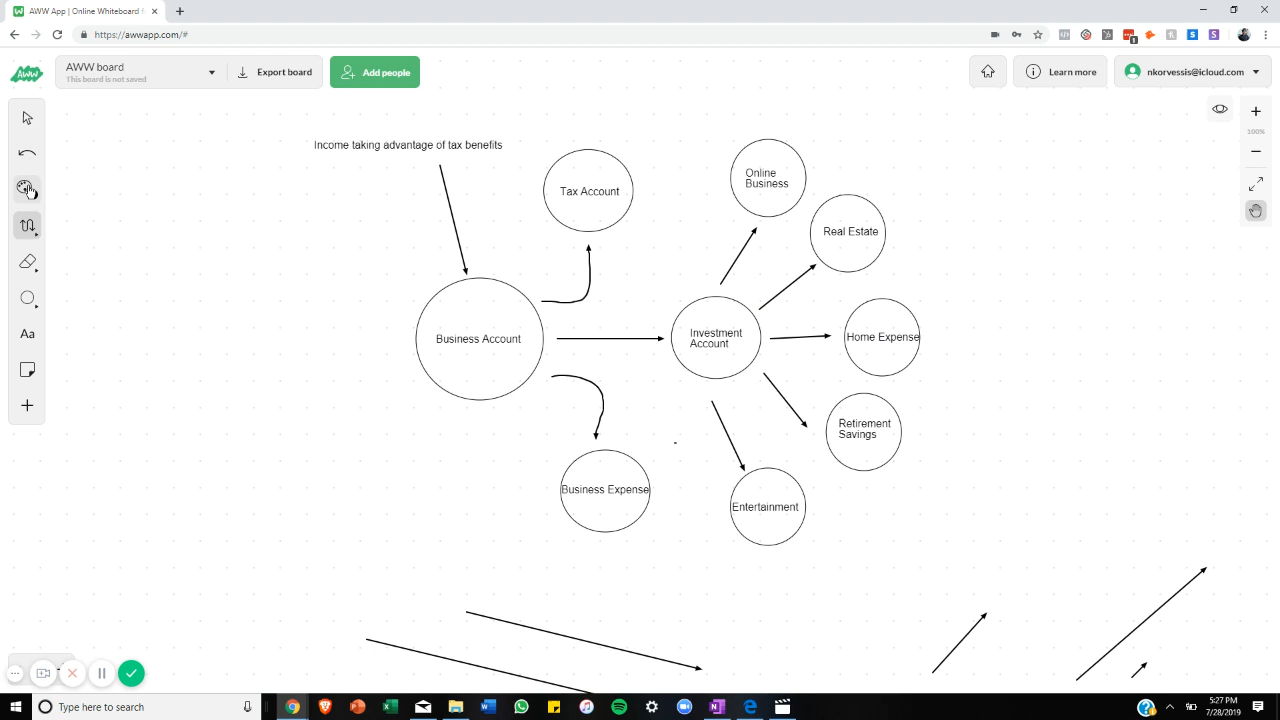 AWW App | Online Whiteboard f
https://awwapp.com/#
AWW
AWW board
This board is not saved
Export board
Add people
Learn more
nkorvessis@icloud.com
100%
Aa
Income taking advantage of tax benefits
Tax Account
Online
Business
Real Estate
Business Account
Investment
Account
Home Expense
Retirement
Savings
Business Expense
Entertainment
Type here to search
5:27 PM
7/28/2019